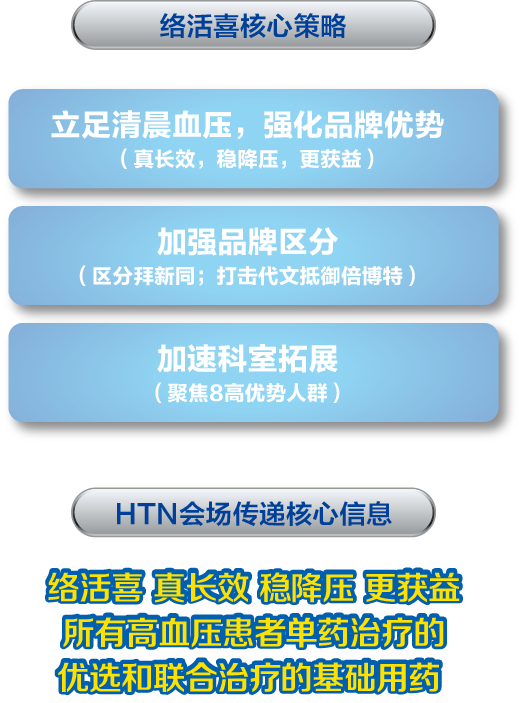 络活喜核心策略
立足清晨血压，强化品牌优势
（真长效，稳降压，更获益）
加强品牌区分
（区分拜新同；打击代文抵御倍博特）
加速科室拓展
（聚焦8高优势人群）
HTN会场传递核心信息
络活喜 真长效 稳降压 更获益
所有高血压患者单药治疗的
优选和联合治疗的基础用药